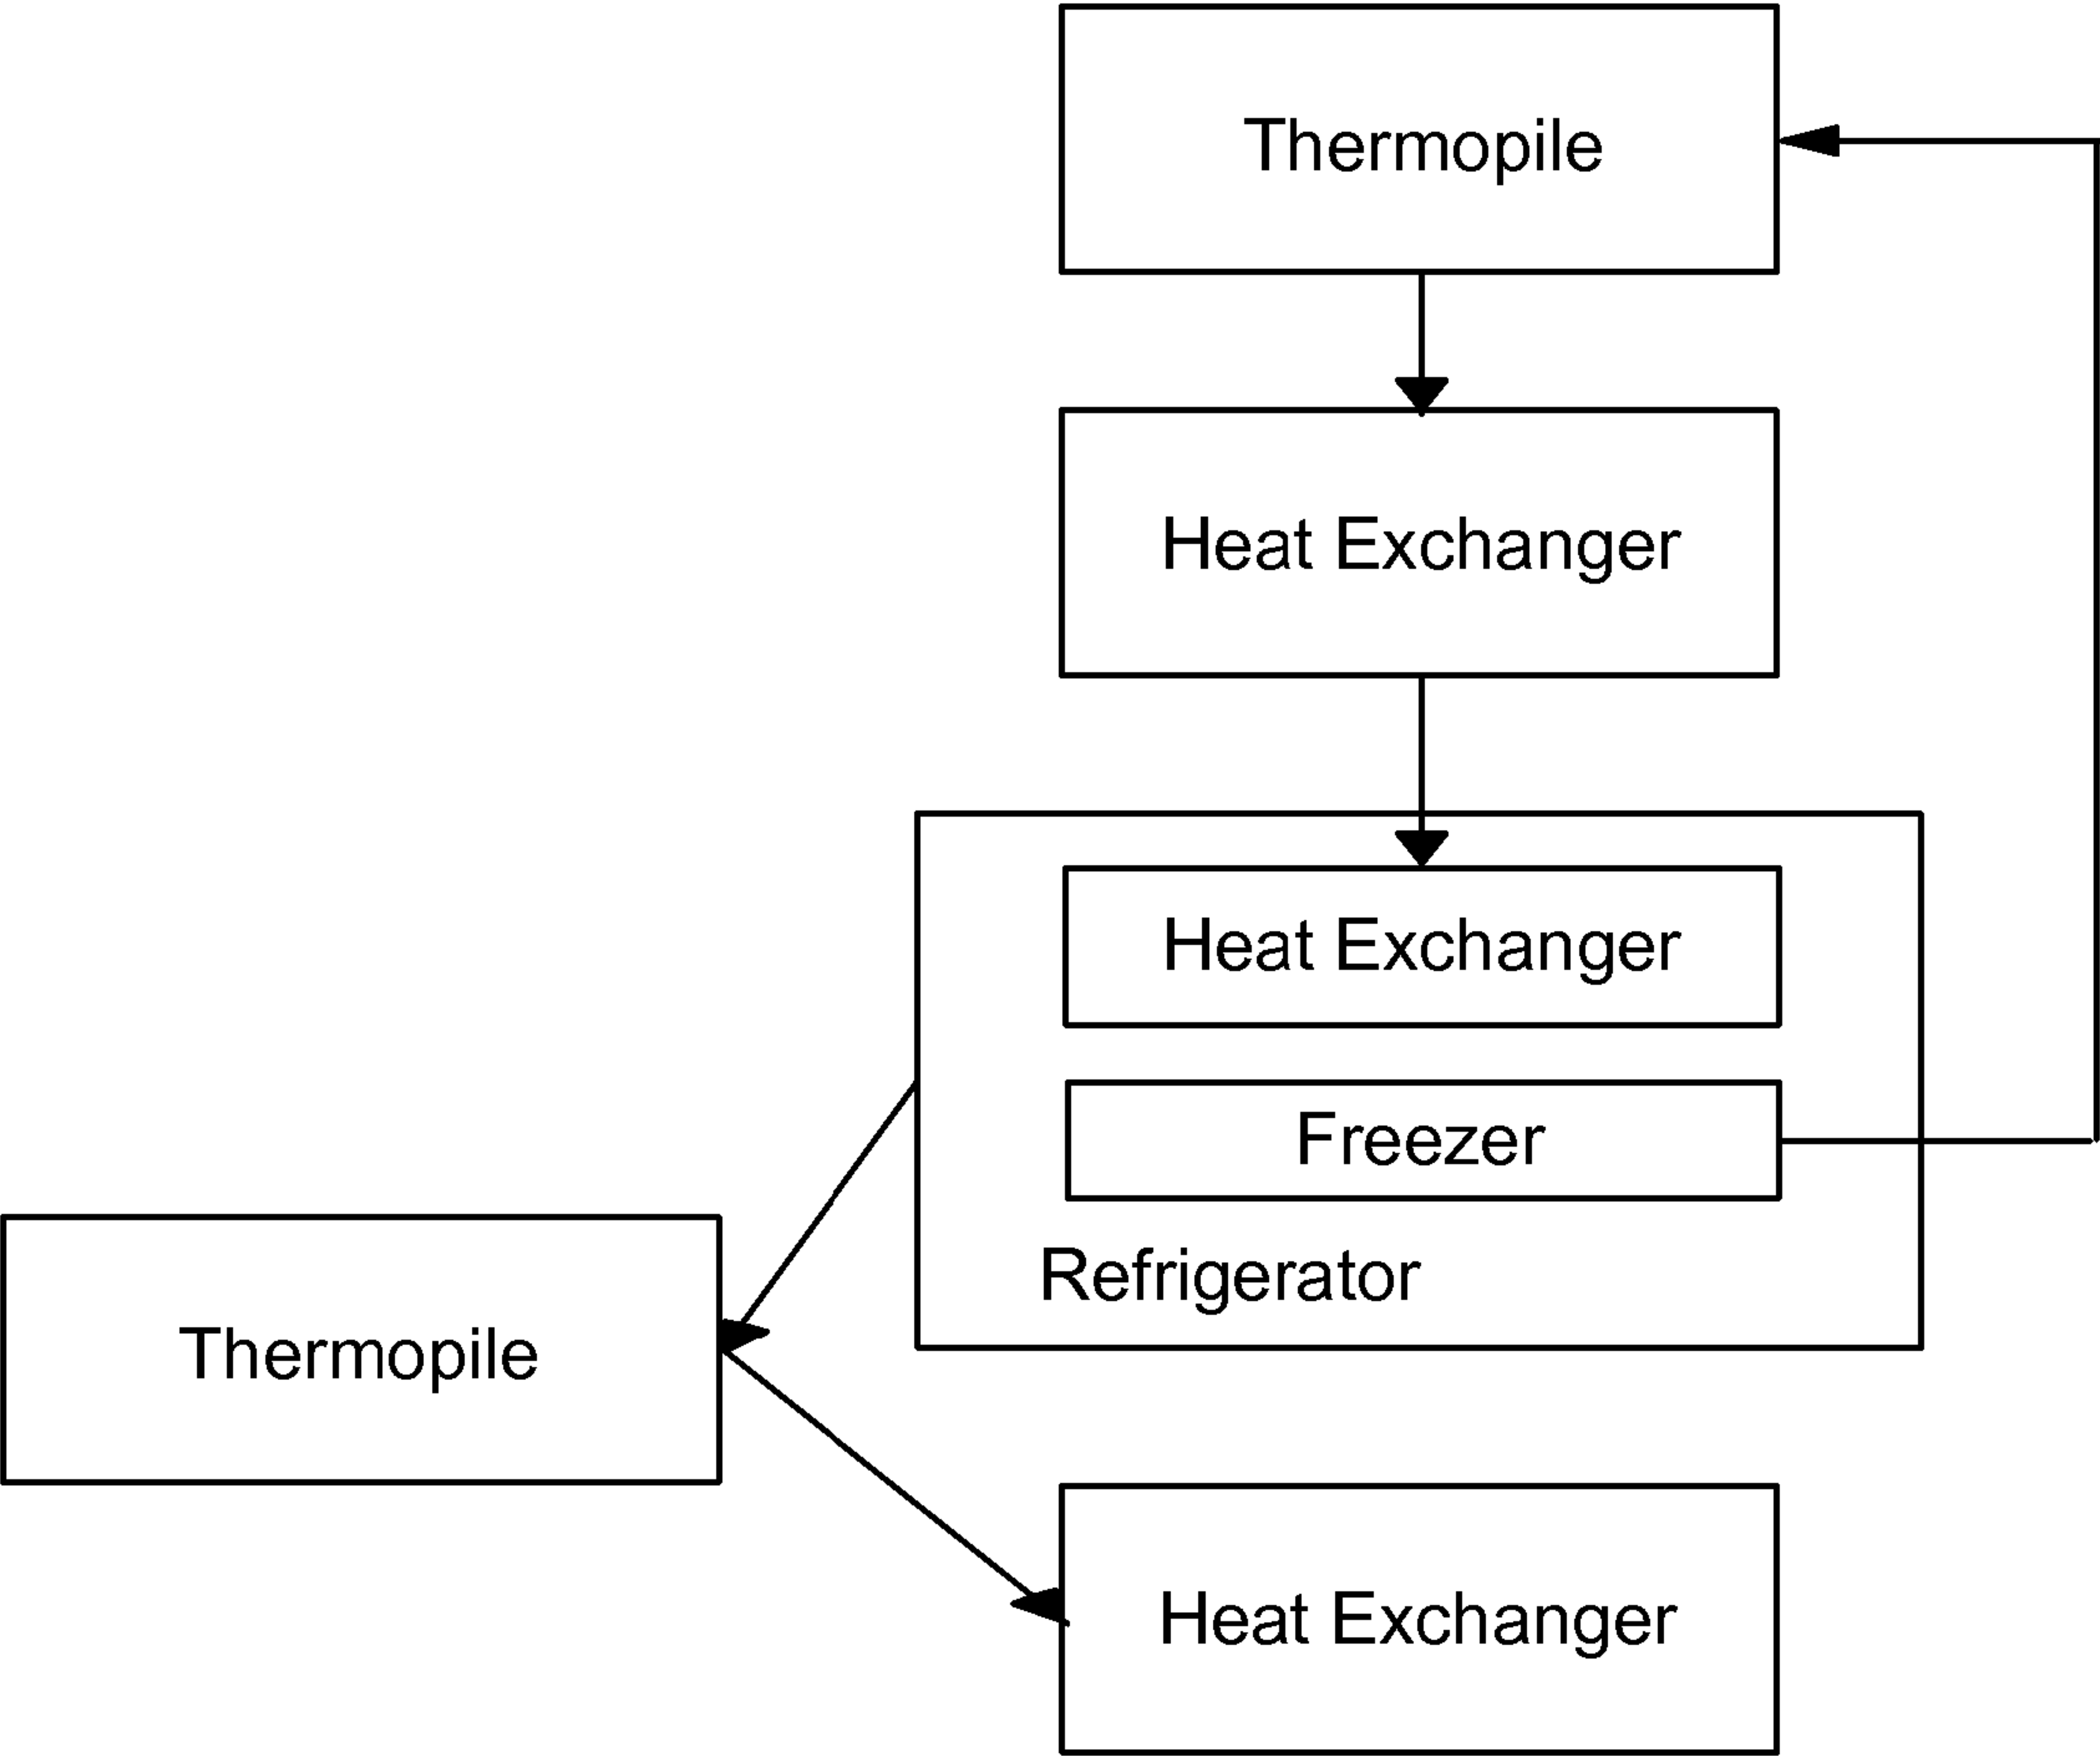 Thermopile
Heat Exchanger
Heat Exchanger
Freezer
Refrigerator
Thermopile
Heat Exchanger